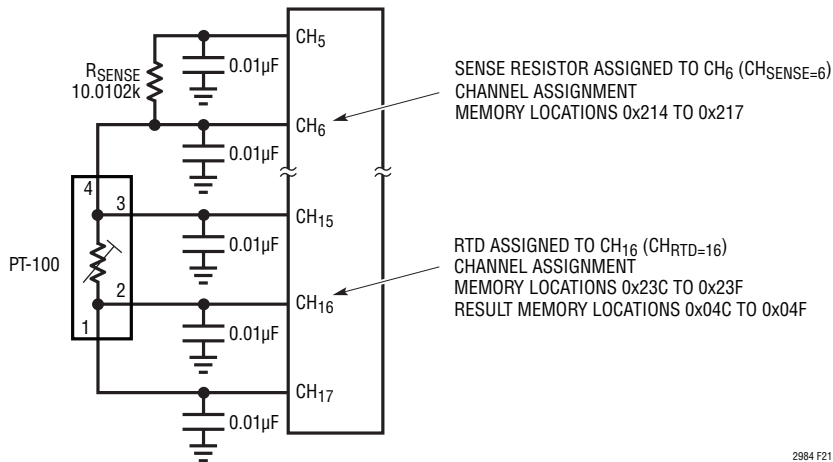 CH5
RSENSE
10.0102k
0.01µF
SENSE RESISTOR ASSIGNED TO CH6 (CHSENSE=6)
CHANNEL ASSIGNMENT
MEMORY LOCATIONS 0x214 TO 0x217
CH6
0.01µF
4
3
CH15
PT-100
0.01µF
RTD ASSIGNED TO CH16 (CHRTD=16)
CHANNEL ASSIGNMENT
MEMORY LOCATIONS 0x23C TO 0x23F
RESULT MEMORY LOCATIONS 0x04C TO 0x04F
2
CH16
1
0.01µF
CH17
0.01µF
2984 F21